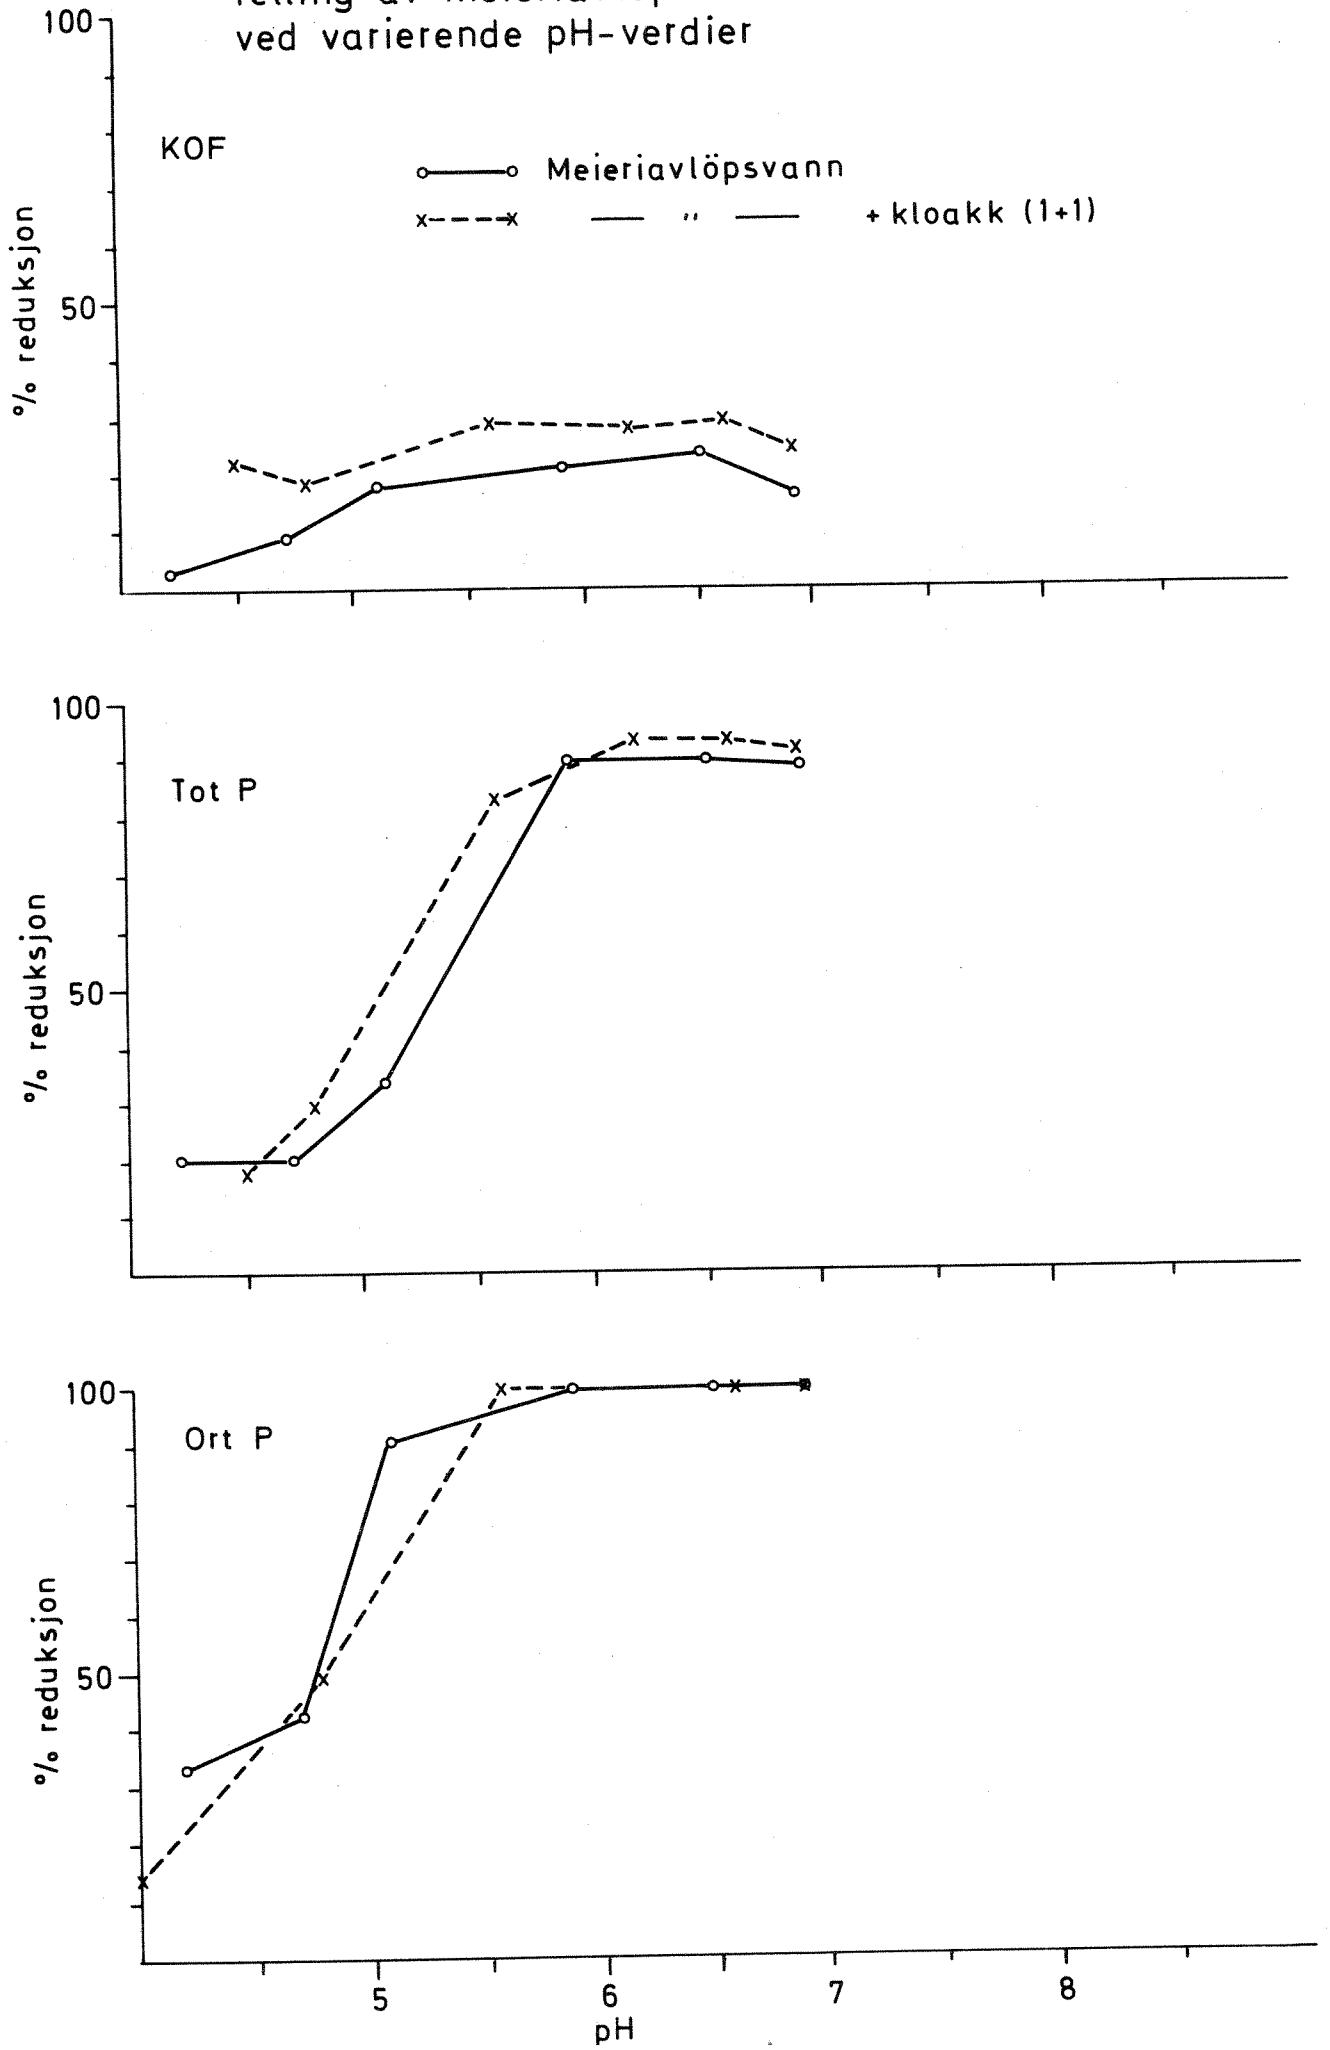 ved varierende pH-verdier
100
KOF
Meieriavlöpsvann
— " — + kloakk (1+1)
50
% reduksjon
100
Tot P
50
% reduksjon
100
Ort P
50
% reduksjon
5 6 7 8
pH